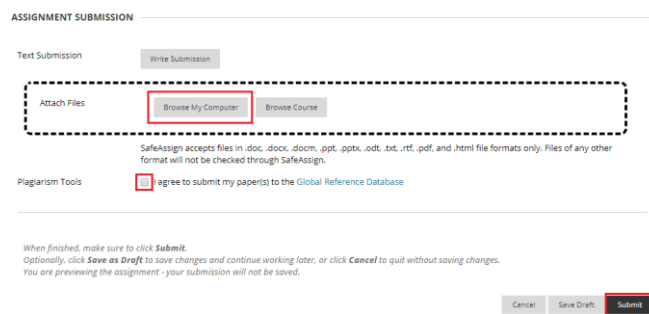 ASSIGNMENT SUBMISSION
Text Submission
Write Submission
Attach Files
Browse My Computer
Browse Course
SafeAssign accepts files in .doc, .docx, .docm, .ppt, .pptx, .odt, .txt, .rtf, .pdf, and .html file formats only. Files of any other
format will not be checked through SafeAssign.
Plagiarism Tools
I agree to submit my paper(s) to the Global Reference Database
When finished, make sure to click Submit.
Optionally, click Save as Draft to save changes and continue working later, or click Cancel to quit without saving changes.
You are previewing the assignment - your submission will not be saved.
Cancel
Save Draft
Submit